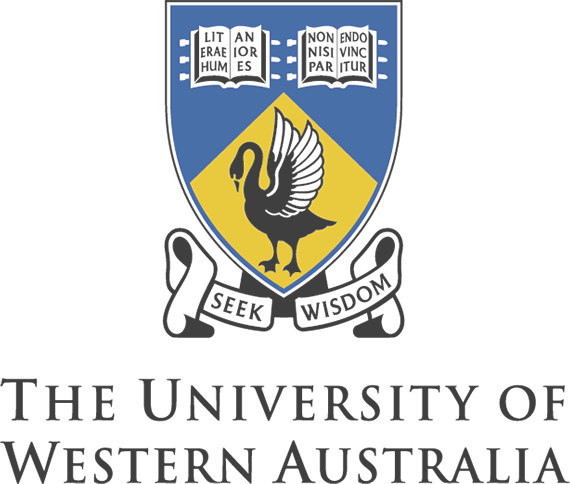 LIT AN
ERAE IOR
HUM ES
NON ENDO
NISI VINC
PAR ITUR
SEEK WISDOM
THE UNIVERSITY OF
WESTERN AUSTRALIA